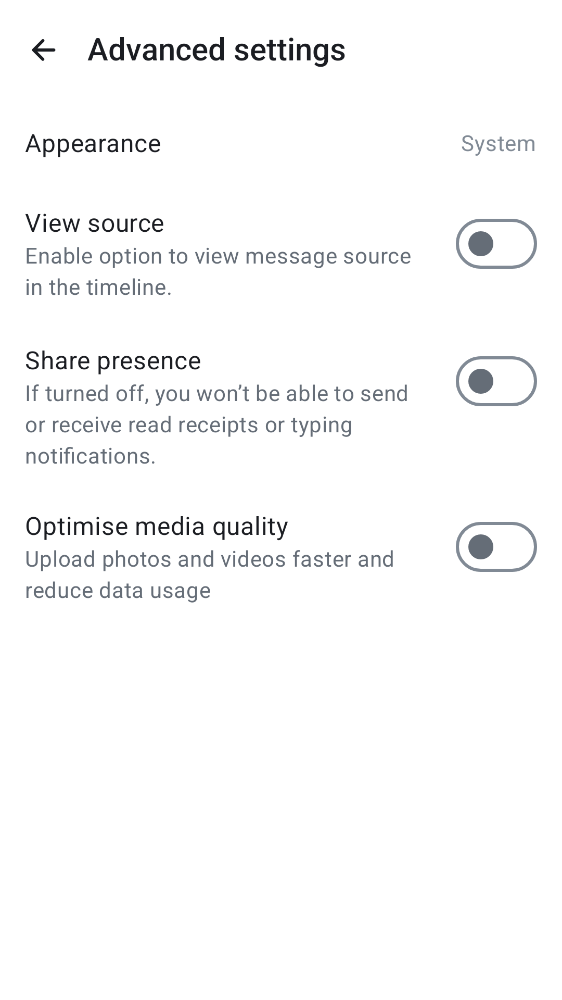 Advanced settings
Appearance
System
View source
Enable option to view message source
in the timeline.
Share presence
If turned off, you won’t be able to send
or receive read receipts or typing
notifications.
Optimise media quality
Upload photos and videos faster and
reduce data usage